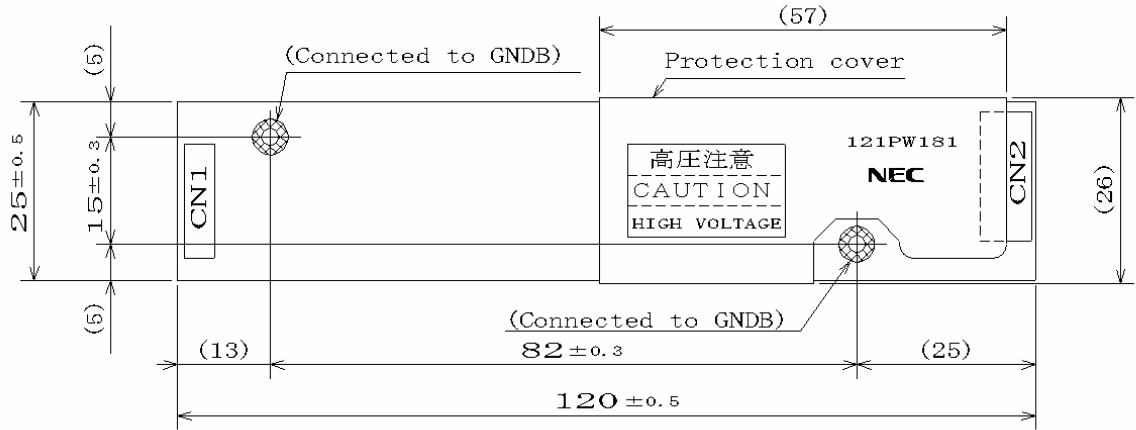 (57)
(Connected to GNDB)
Protection cover
(5)
25±0.5
15±0.3
(5)
CN1
高圧注意
CAUTION
HIGH VOLTAGE
121PW181
NEC
CN2
(26)
(Connected to GNDB)
(13)
82±0.3
(25)
120±0.5